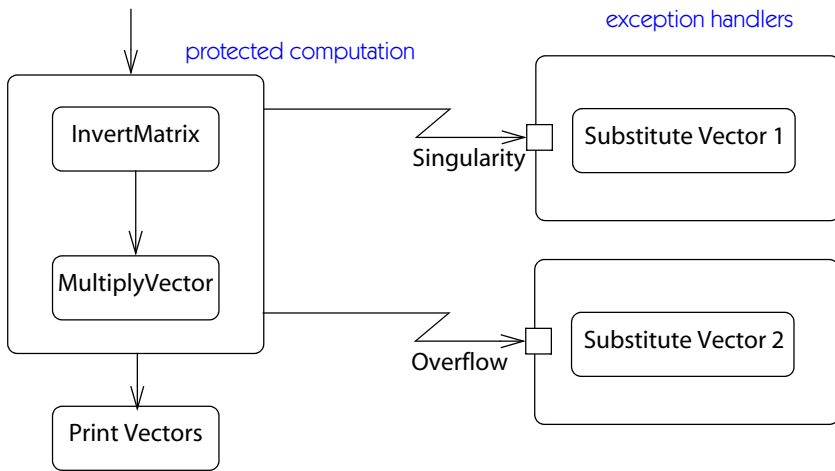 exception handlers
protected computation
InvertMatrix
Substitute Vector 1
Singularity
MultiplyVector
Substitute Vector 2
Overflow
Print Vectors